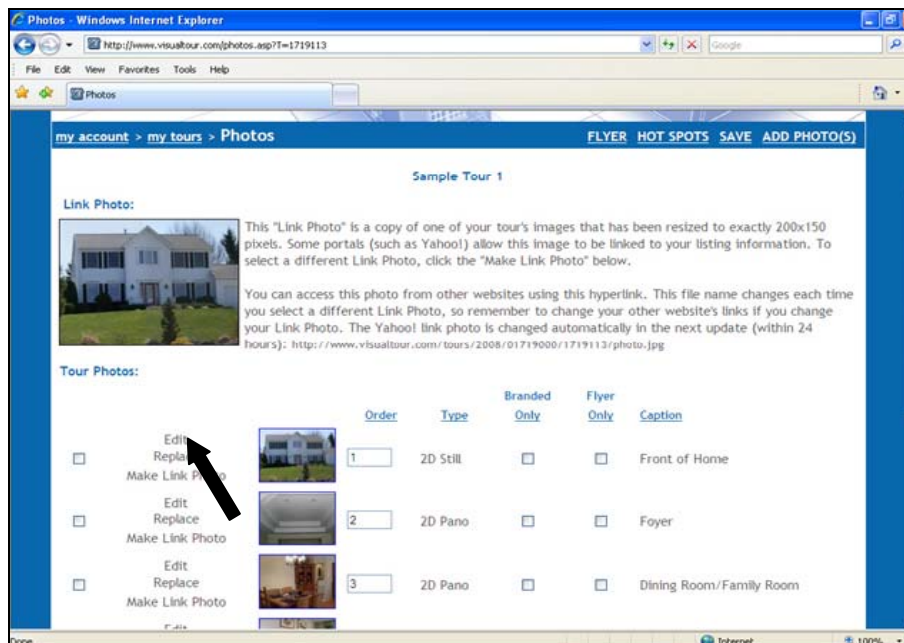 Photos - Windows Internet Explorer
http://www.visualtour.com/photos.asp?T=1719113
Google
File Edit View Favorites Tools Help
Photos
my account > my tours > Photos FLYER HOT SPOTS SAVE ADD PHOTO(S)
Sample Tour 1
Link Photo:
This "Link Photo" is a copy of one of your tour's images that has been resized to exactly 200x150
pixels. Some portals (such as Yahoo!) allow this image to be linked to your listing information. To
select a different Link Photo, click the "Make Link Photo" below.
You can access this photo from other websites using this hyperlink. This file name changes each time
you select a different Link Photo, so remember to change your other website's links if you change
your Link Photo. The Yahoo! link photo is changed automatically in the next update (within 24
hours): http://www.visualtour.com/tours/2008/01719000/1719113/photo.jpg
Tour Photos:
Branded Flyer
Order Type Only Only Caption
Edit
Replace
Make Link Photo
1 2D Still Front of Home
Edit
Replace
Make Link Photo
2 2D Pano Foyer
Edit
Replace
Make Link Photo
3 2D Pano Dining Room/Family Room
Edit
Done Internet 100%